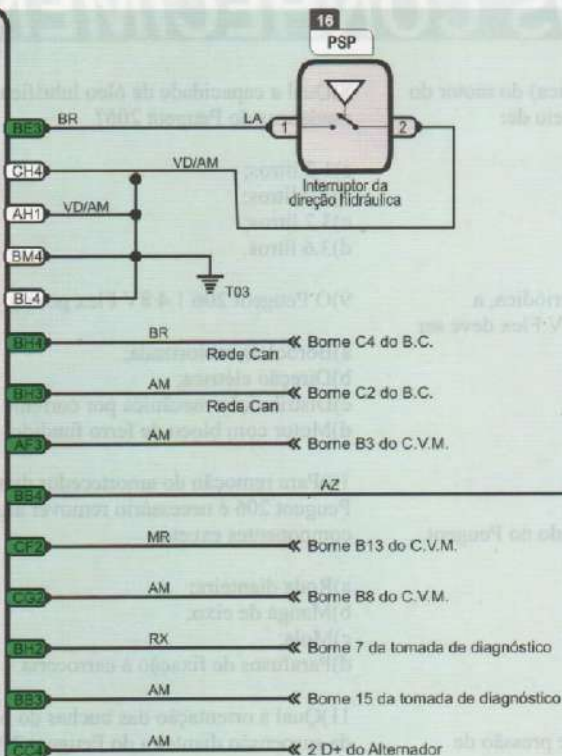 16
PSP
BE3 BR LA 1 2
CH4 VD/AM
Interruptor da
direção hidráulica
AH1 VD/AM
BM4
BL4 T03
BH4 BR Rede Can Borne C4 do B.C.
BH3 AM Rede Can Borne C2 do B.C.
AF3 AM Borne B3 do C.V.M.
BB4 AZ
CF2 MR Borne B13 do C.V.M.
CG2 AM Borne B8 do C.V.M.
BH2 RX Borne 7 da tomada de diagnóstico
BB3 AM Borne 15 da tomada de diagnóstico
CC4 AM 2 D+ do Alternador